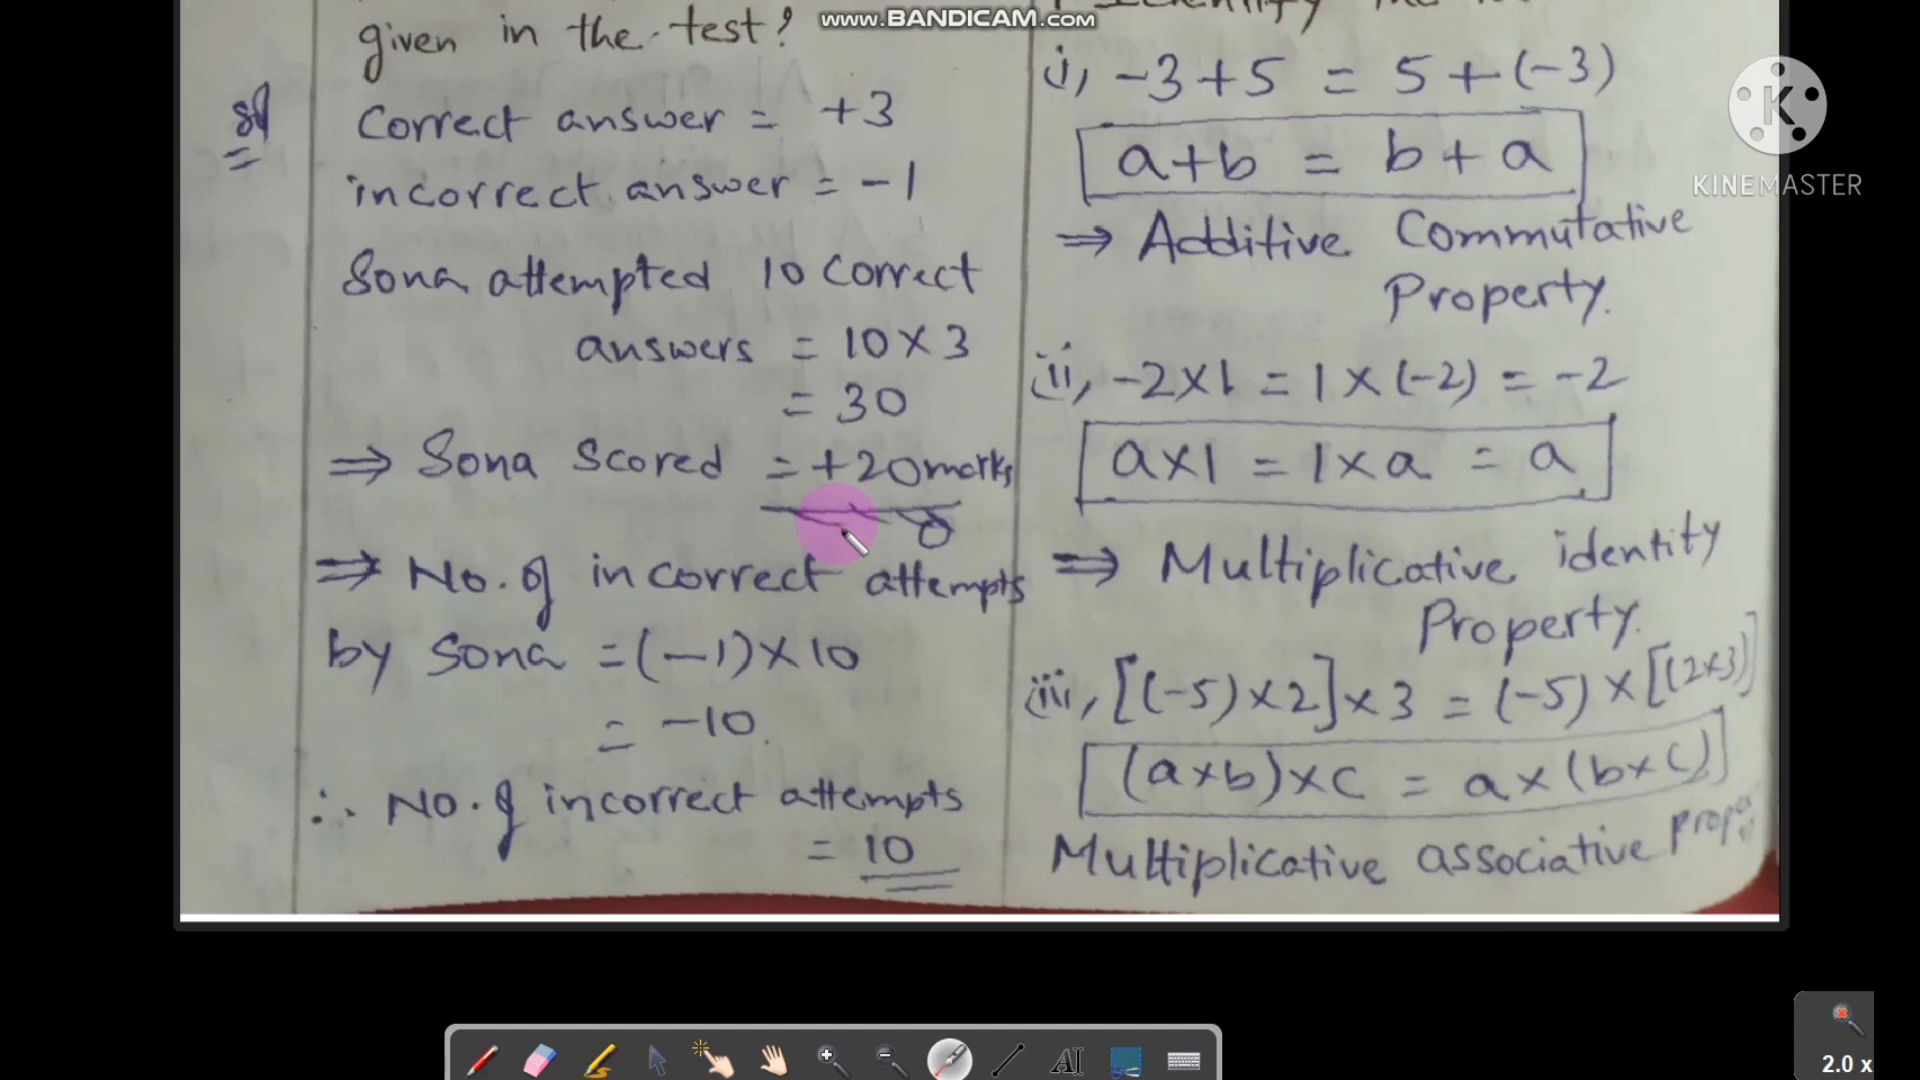 www.BANDICAM.com
given in the test?
Sol
Correct answer = +3
incorrect answer = -1
Sona attempted 10 correct
answers = 10 × 3
= 30
⇒ Sona scored = +20 marks
⇒ No. of incorrect attempts
by Sona = (-1) × 10
= -10.
∴ No. of incorrect attempts
= 10
i, -3+5 = 5+(-3)
a+b = b+a
⇒ Additive Commutative
Property.
ii, -2×1 = 1×(-2) = -2
a×1 = 1×a = a
⇒ Multiplicative identity
Property.
iii, [(-5)×2]×3 = (-5)×[(2×3)]
(a×b)×c = a×(b×c)
Multiplicative associative
K
KINEMASTER
AI
2.0 x